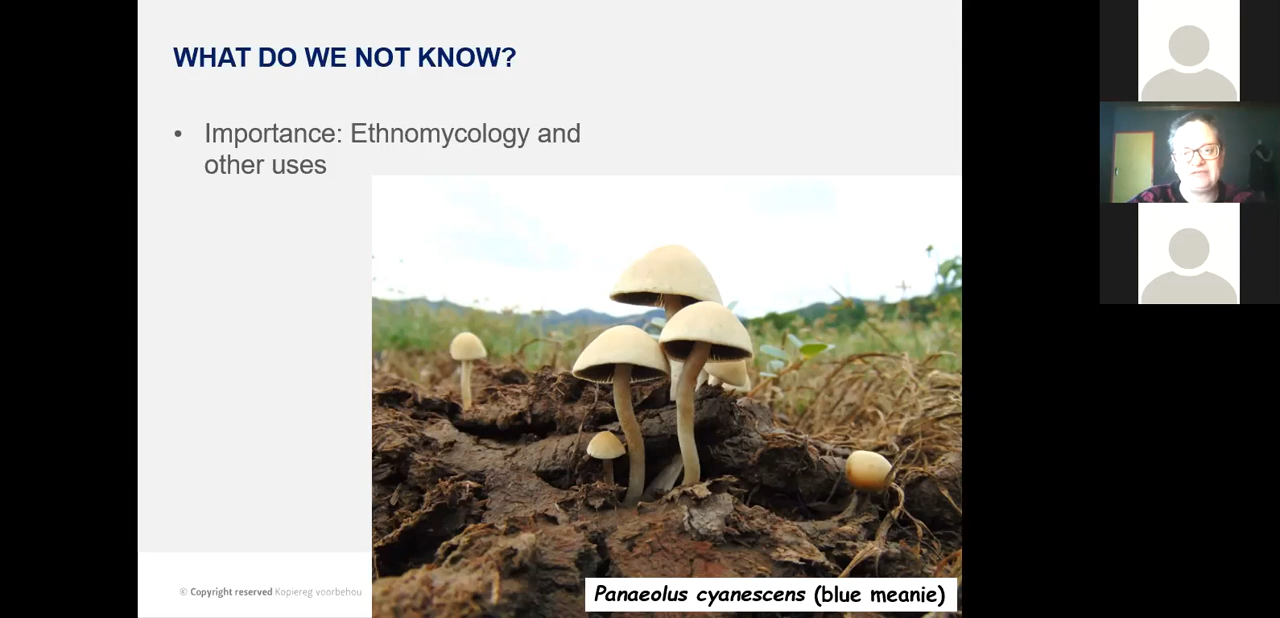 WHAT DO WE NOT KNOW?
• Importance: Ethnomycology and
other uses
© Copyright reserved Kopiereg voorbehou
Panaeolus cyanescens (blue meanie)